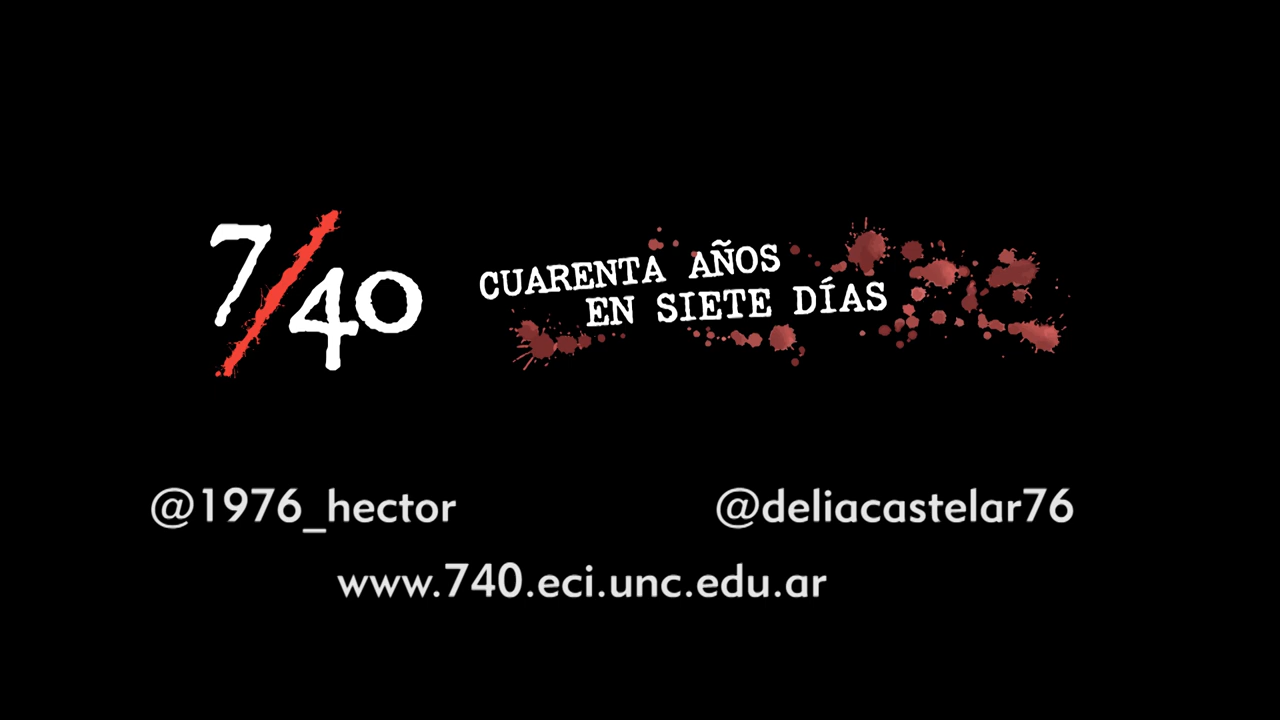 7/40
CUARENTA AÑOS
EN SIETE DÍAS
@1976_hector
@deliacastelar76
www.740.eci.unc.edu.ar